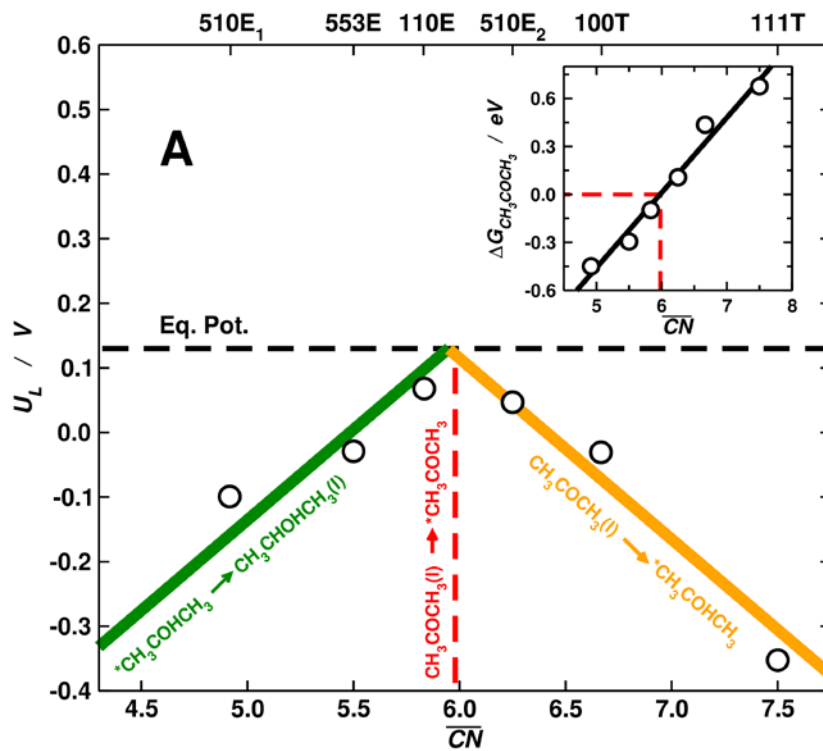 510E₁ 553E 110E 510E₂ 100T 111T
0.6
0.5
0.4
0.3
0.2
0.1
0.0
-0.1
-0.2
-0.3
-0.4
U_L / V
A
Eq. Pot.
*CH₃COHCH₃ → CH₃CHOHCH₃(l)
CH₃COCH₃(l) → *CH₃COCH₃
CH₃COCH₃(l) → *CH₃COHCH₃
4.5 5.0 5.5 6.0 6.5 7.0 7.5
C̅N̅
0.6
0.3
0.0
-0.3
-0.6
ΔG_CH₃COCH₃ / eV
5 6 7 8
C̅N̅